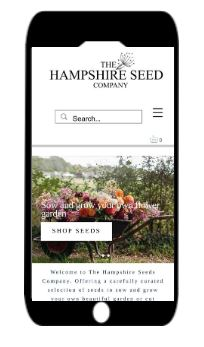 THE
HAMPSHIRE SEED
COMPANY
Search...
0
Sow and grow your own flower
garden
SHOP SEEDS
Welcome to The Hampshire Seeds
Company. Offering a carefully curated
selection of seeds to sow and grow
your own beautiful garden or cut